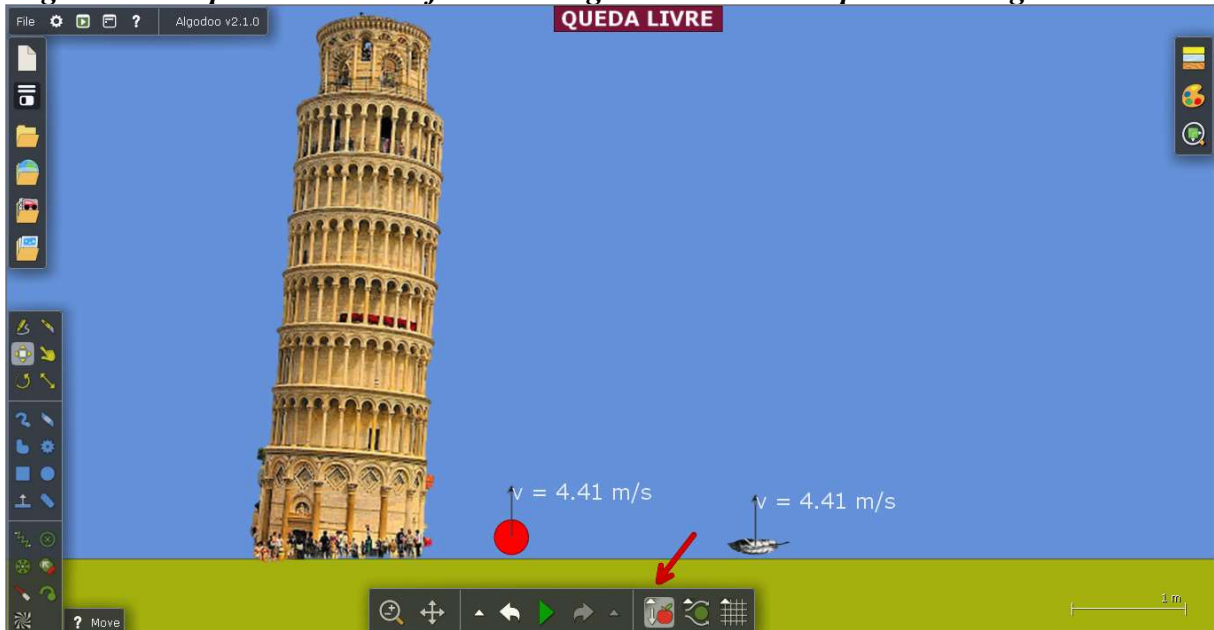 File ? Algodoo v2.1.0
QUEDA LIVRE
v = 4.41 m/s
v = 4.41 m/s
1 m
? Move